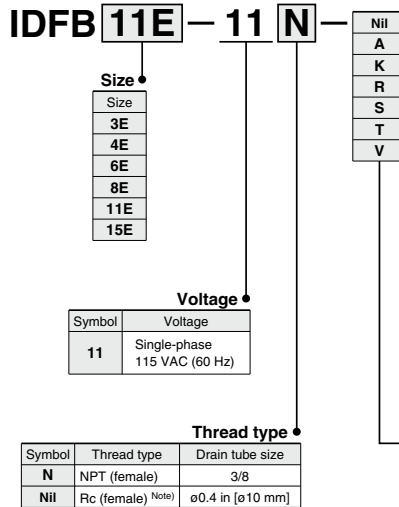 IDFB 11E — 11 N —
Nil
A
K
R
S
T
V
Size
Size
3E
4E
6E
8E
11E
15E
Voltage
Symbol Voltage
11 Single-phase 115 VAC (60 Hz)
Thread type
Symbol Thread type Drain tube size
N NPT (female) 3/8
Nil Rc (female) Note) ø0.4 in [ø10 mm]